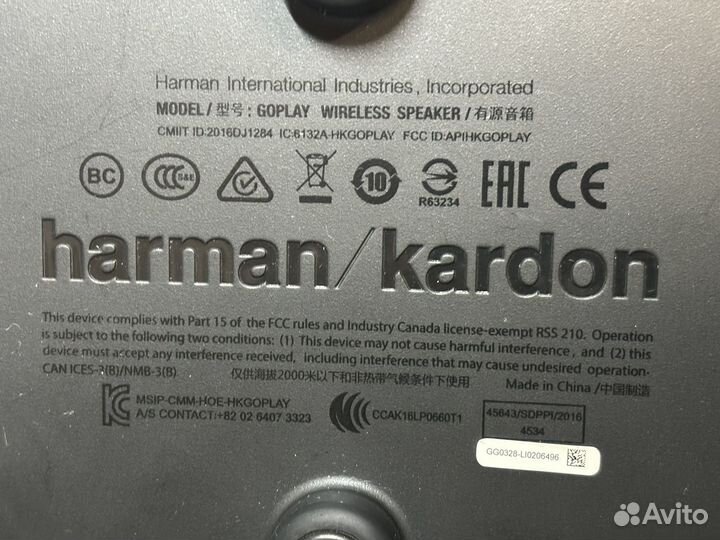 Harman International Industries, Incorporated
MODEL/型号: GOPLAY WIRELESS SPEAKER/有源音箱
CMIIT ID:2016DJ1284 IC:6132A-HKGOPLAY FCC ID:APIHKGOPLAY
BC CCC S&E 10 R63234 EAC CE
harman/kardon
This device complies with Part 15 of the FCC rules and Industry Canada license-exempt RSS 210. Operation
is subject to the following two conditions: (1) This device may not cause harmful interference, and (2) this
device must accept any interference received, including interference that may cause undesired operation.
CAN ICES-3(B)/NMB-3(B) 仅供海拔2000米以下和非热带气候条件下使用 Made in China /中国制造
MSIP-CMM-HOE-HKGOPLAY
A/S CONTACT:+82 02 6407 3323
CCAK16LP0660T1
45643/SDPPI/2016
4534
GG0328-LI0206496
Avito